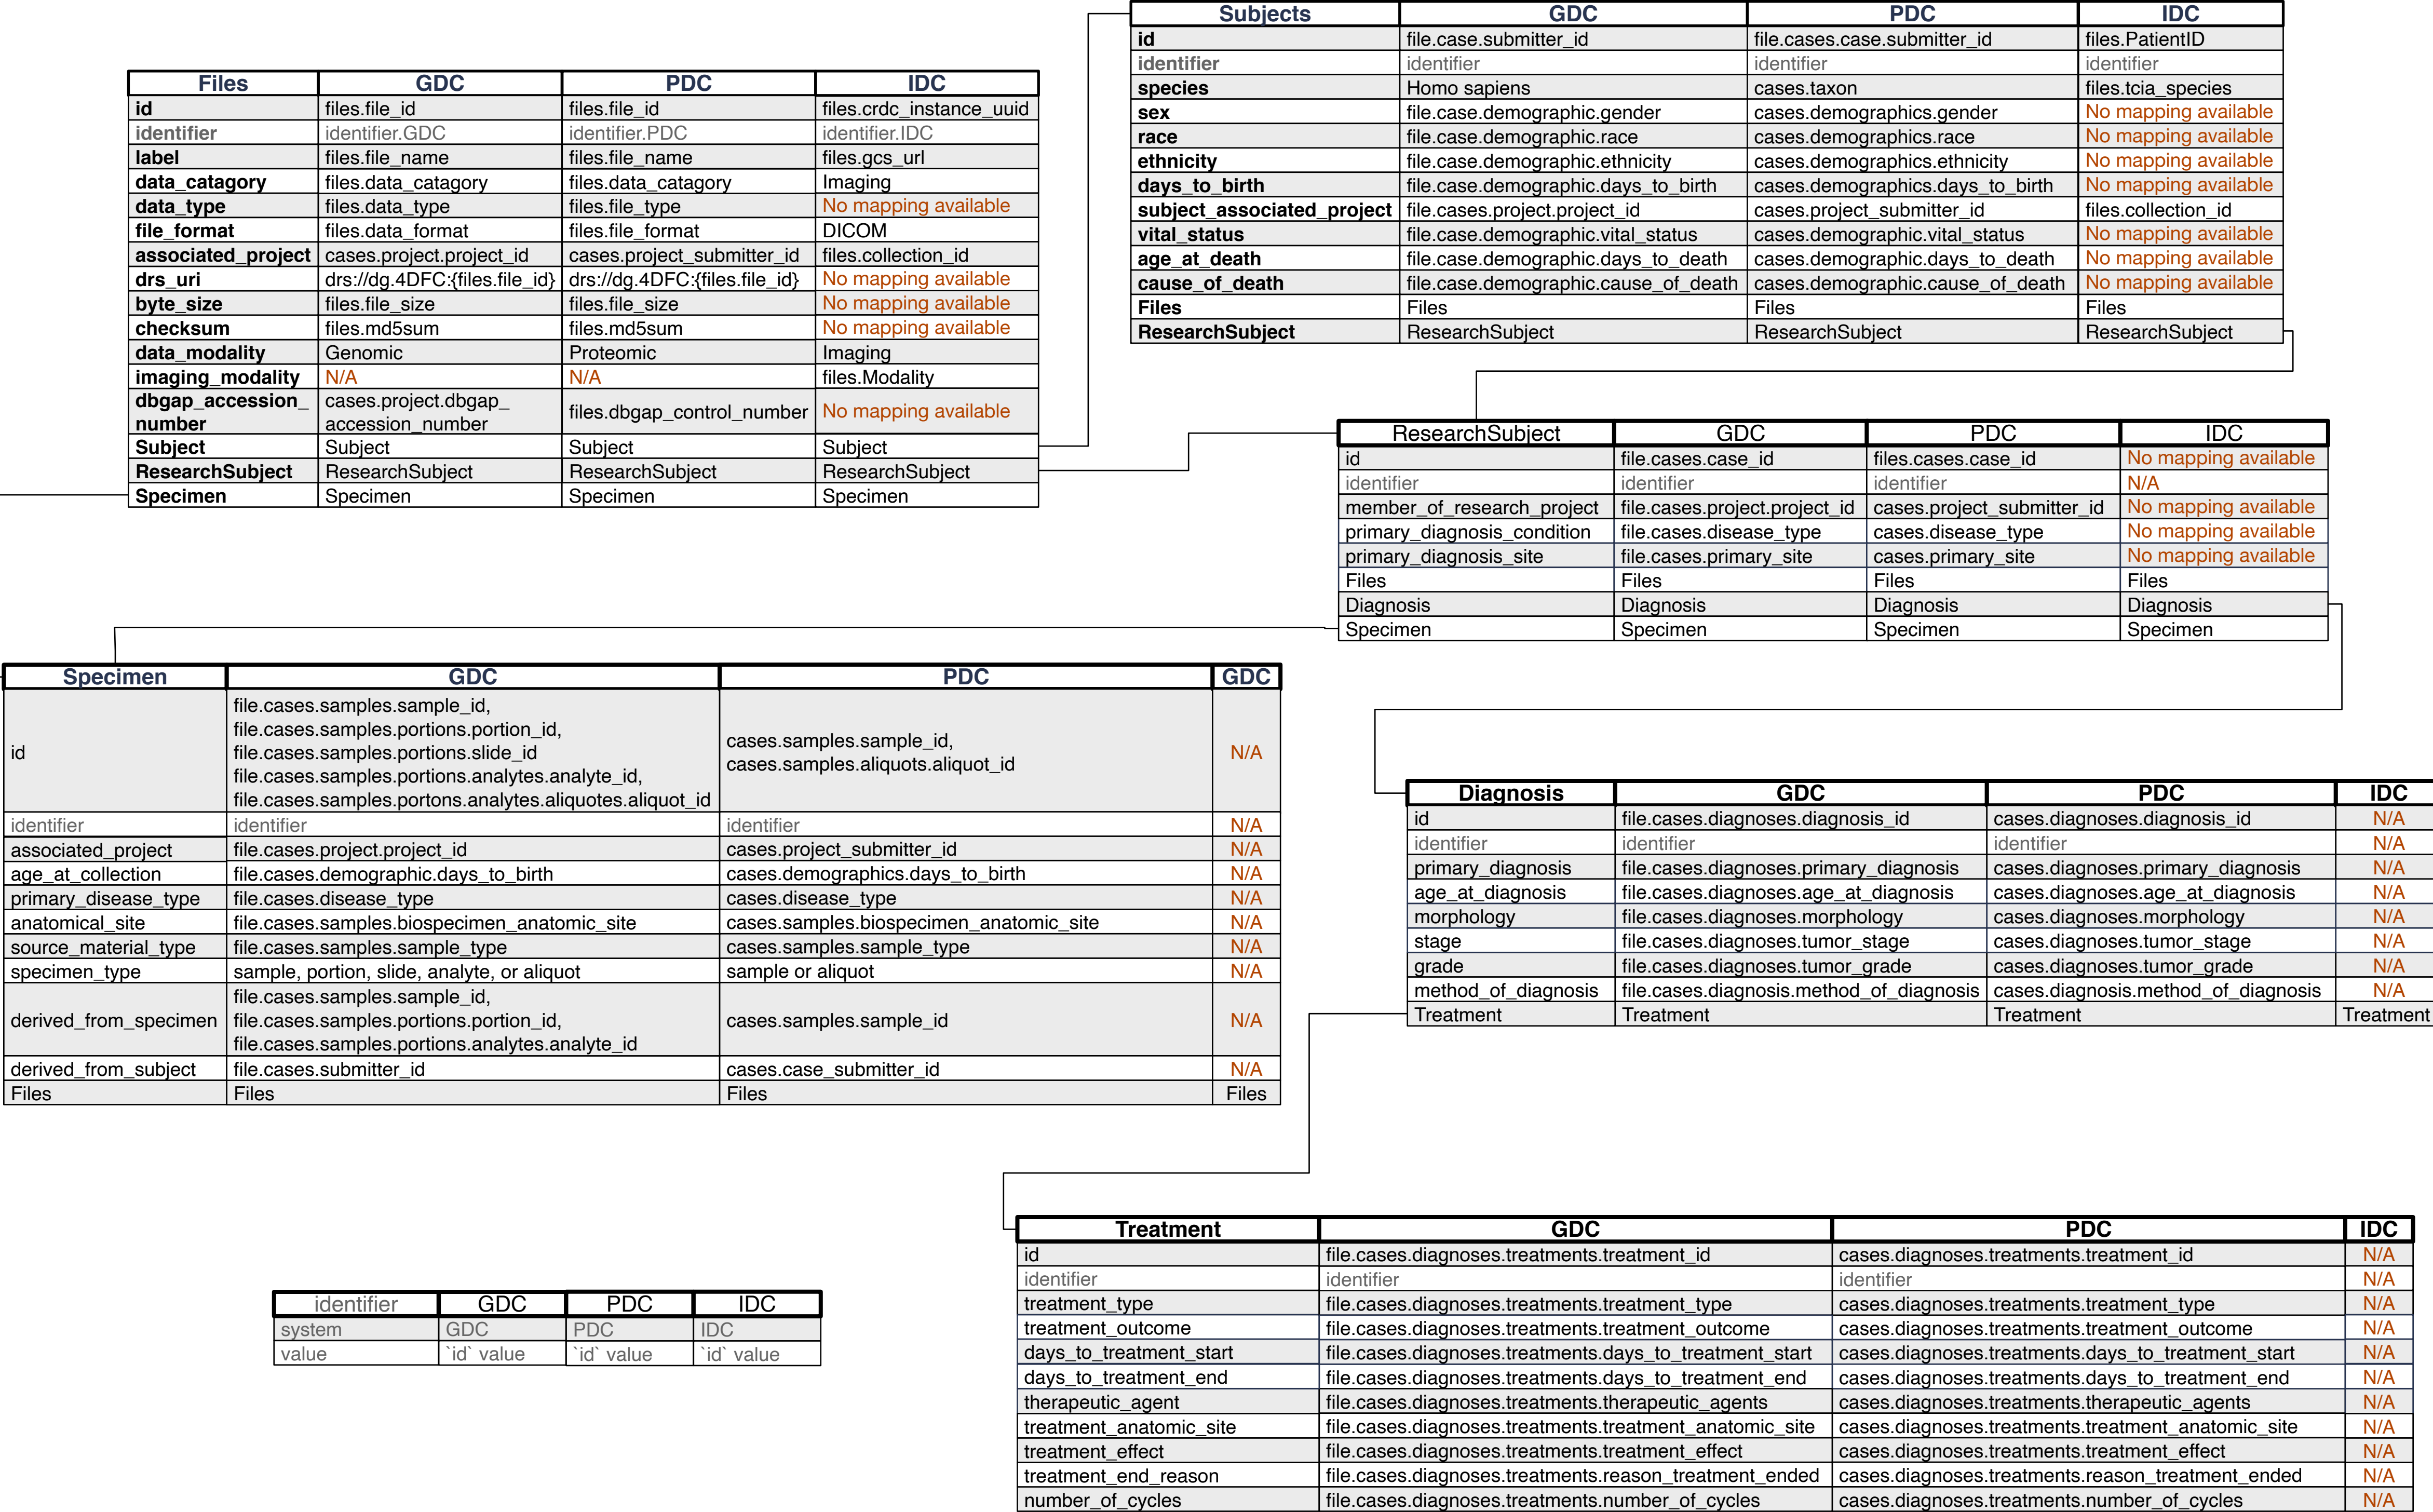 Subjects GDC PDC IDC
id file.case.submitter_id file.cases.case.submitter_id files.PatientID
identifier identifier identifier identifier
species Homo sapiens cases.taxon files.tcia_species
sex file.case.demographic.gender cases.demographics.gender No mapping available
race file.case.demographic.race cases.demographics.race No mapping available
ethnicity file.case.demographic.ethnicity cases.demographics.ethnicity No mapping available
days_to_birth file.case.demographic.days_to_birth cases.demographics.days_to_birth No mapping available
subject_associated_project file.cases.project.project_id cases.project_submitter_id files.collection_id
vital_status file.case.demographic.vital_status cases.demographic.vital_status No mapping available
age_at_death file.case.demographic.days_to_death cases.demographic.days_to_death No mapping available
cause_of_death file.case.demographic.cause_of_death cases.demographic.cause_of_death No mapping available
Files Files Files Files
ResearchSubject ResearchSubject ResearchSubject ResearchSubject
Files GDC PDC IDC
id files.file_id files.file_id files.crdc_instance_uuid
identifier identifier.GDC identifier.PDC identifier.IDC
label files.file_name files.file_name files.gcs_url
data_catagory files.data_catagory files.data_catagory Imaging
data_type files.data_type files.file_type No mapping available
file_format files.data_format files.file_format DICOM
associated_project cases.project.project_id cases.project_submitter_id files.collection_id
drs_uri drs://dg.4DFC:{files.file_id} drs://dg.4DFC:{files.file_id} No mapping available
byte_size files.file_size files.file_size No mapping available
checksum files.md5sum files.md5sum No mapping available
data_modality Genomic Proteomic Imaging
imaging_modality N/A N/A files.Modality
dbgap_accession_ cases.project.dbgap_
number accession_number files.dbgap_control_number No mapping available
Subject Subject Subject Subject
ResearchSubject ResearchSubject ResearchSubject ResearchSubject
Specimen Specimen Specimen Specimen
ResearchSubject GDC PDC IDC
id file.cases.case_id files.cases.case_id No mapping available
identifier identifier identifier N/A
member_of_research_project file.cases.project.project_id cases.project_submitter_id No mapping available
primary_diagnosis_condition file.cases.disease_type cases.disease_type No mapping available
primary_diagnosis_site file.cases.primary_site cases.primary_site No mapping available
Files Files Files Files
Diagnosis Diagnosis Diagnosis Diagnosis
Specimen Specimen Specimen Specimen
Specimen GDC PDC GDC
id
file.cases.samples.sample_id,
file.cases.samples.portions.portion_id,
file.cases.samples.portions.slide_id
file.cases.samples.portions.analytes.analyte_id,
file.cases.samples.portons.analytes.aliquotes.aliquot_id
cases.samples.sample_id,
cases.samples.aliquots.aliquot_id
N/A
identifier identifier identifier N/A
associated_project file.cases.project.project_id cases.project_submitter_id N/A
age_at_collection file.cases.demographic.days_to_birth cases.demographics.days_to_birth N/A
primary_disease_type file.cases.disease_type cases.disease_type N/A
anatomical_site file.cases.samples.biospecimen_anatomic_site cases.samples.biospecimen_anatomic_site N/A
source_material_type file.cases.samples.sample_type cases.samples.sample_type N/A
specimen_type sample, portion, slide, analyte, or aliquot sample or aliquot N/A
derived_from_specimen
file.cases.samples.sample_id,
file.cases.samples.portions.portion_id,
file.cases.samples.portions.analytes.analyte_id
cases.samples.sample_id
N/A
derived_from_subject file.cases.submitter_id cases.case_submitter_id N/A
Files Files Files Files
Diagnosis GDC PDC IDC
id file.cases.diagnoses.diagnosis_id cases.diagnoses.diagnosis_id N/A
identifier identifier identifier N/A
primary_diagnosis file.cases.diagnoses.primary_diagnosis cases.diagnoses.primary_diagnosis N/A
age_at_diagnosis file.cases.diagnoses.age_at_diagnosis cases.diagnoses.age_at_diagnosis N/A
morphology file.cases.diagnoses.morphology cases.diagnoses.morphology N/A
stage file.cases.diagnoses.tumor_stage cases.diagnoses.tumor_stage N/A
grade file.cases.diagnoses.tumor_grade cases.diagnoses.tumor_grade N/A
method_of_diagnosis file.cases.diagnosis.method_of_diagnosis cases.diagnosis.method_of_diagnosis N/A
Treatment Treatment Treatment Treatment
Treatment GDC PDC IDC
id file.cases.diagnoses.treatments.treatment_id cases.diagnoses.treatments.treatment_id N/A
identifier identifier identifier N/A
treatment_type file.cases.diagnoses.treatments.treatment_type cases.diagnoses.treatments.treatment_type N/A
treatment_outcome file.cases.diagnoses.treatments.treatment_outcome cases.diagnoses.treatments.treatment_outcome N/A
days_to_treatment_start file.cases.diagnoses.treatments.days_to_treatment_start cases.diagnoses.treatments.days_to_treatment_start N/A
days_to_treatment_end file.cases.diagnoses.treatments.days_to_treatment_end cases.diagnoses.treatments.days_to_treatment_end N/A
therapeutic_agent file.cases.diagnoses.treatments.therapeutic_agents cases.diagnoses.treatments.therapeutic_agents N/A
treatment_anatomic_site file.cases.diagnoses.treatments.treatment_anatomic_site cases.diagnoses.treatments.treatment_anatomic_site N/A
treatment_effect file.cases.diagnoses.treatments.treatment_effect cases.diagnoses.treatments.treatment_effect N/A
treatment_end_reason file.cases.diagnoses.treatments.reason_treatment_ended cases.diagnoses.treatments.reason_treatment_ended N/A
number_of_cycles file.cases.diagnoses.treatments.number_of_cycles cases.diagnoses.treatments.number_of_cycles N/A
identifier GDC PDC IDC
system GDC PDC IDC
value `id` value `id` value `id` value